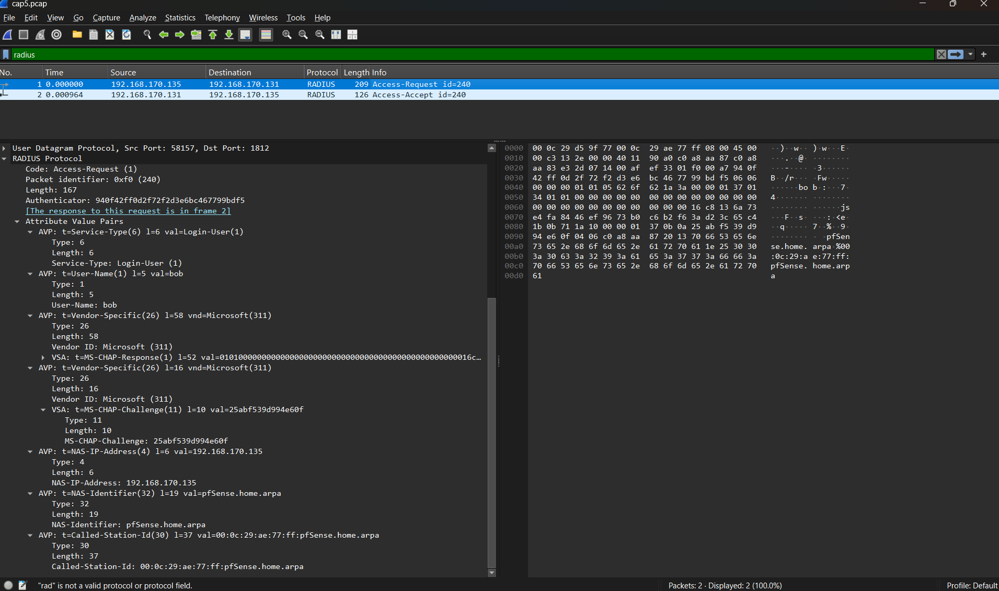 cap5.pcap
File Edit View Go Capture Analyze Statistics Telephony Wireless Tools Help
radius
No. Time Source Destination Protocol Length Info
1 0.000000 192.168.170.135 192.168.170.131 RADIUS 209 Access-Request id=240
2 0.000964 192.168.170.131 192.168.170.135 RADIUS 126 Access-Accept id=240
User Datagram Protocol, Src Port: 58157, Dst Port: 1812
RADIUS Protocol
Code: Access-Request (1)
Packet identifier: 0xf0 (240)
Length: 167
Authenticator: 940f42ff0d2f72f2d3e6bc467799bdf5
[The response to this request is in frame 2]
Attribute Value Pairs
AVP: t=Service-Type(6) l=6 val=Login-User(1)
Type: 6
Length: 6
Service-Type: Login-User (1)
AVP: t=User-Name(1) l=5 val=bob
Type: 1
Length: 5
User-Name: bob
AVP: t=Vendor-Specific(26) l=58 vnd=Microsoft(311)
Type: 26
Length: 58
Vendor ID: Microsoft (311)
VSA: t=MS-CHAP-Response(1) l=52 val=010100000000000000000000000000000000000000000000000016c…
AVP: t=Vendor-Specific(26) l=16 vnd=Microsoft(311)
Type: 26
Length: 16
Vendor ID: Microsoft (311)
VSA: t=MS-CHAP-Challenge(11) l=10 val=25abf539d994e60f
Type: 11
Length: 10
MS-CHAP-Challenge: 25abf539d994e60f
AVP: t=NAS-IP-Address(4) l=6 val=192.168.170.135
Type: 4
Length: 6
NAS-IP-Address: 192.168.170.135
AVP: t=NAS-Identifier(32) l=19 val=pfSense.home.arpa
Type: 32
Length: 19
NAS-Identifier: pfSense.home.arpa
AVP: t=Called-Station-Id(30) l=37 val=00:0c:29:ae:77:ff:pfSense.home.arpa
Type: 30
Length: 37
Called-Station-Id: 00:0c:29:ae:77:ff:pfSense.home.arpa
0000 00 0c 29 d5 9f 77 00 0c 29 ae 77 ff 08 00 45 00 ··)··w·· )·w···E·
0010 00 c3 13 2e 00 00 40 11 90 a0 c0 a8 aa 87 c0 a8 ···.··@· ········
0020 aa 83 e3 2d 07 14 00 af ef 33 01 f0 00 a7 94 0f ···-···· ·3······
0030 42 ff 0d 2f 72 f2 d3 e6 bc 46 77 99 bd f5 06 06 B··/r··· ·Fw·····
0040 00 00 00 01 01 05 62 6f 62 1a 3a 00 00 01 37 01 ······bo b·:···7·
0050 34 01 01 00 00 00 00 00 00 00 00 00 00 00 00 00 4······· ········
0060 00 00 00 00 00 00 00 00 00 00 00 16 c8 13 6a 73 ········ ······js
0070 e4 fa 84 46 ef 96 73 b0 c6 b2 f6 3a d2 3c 65 c4 ···F··s· ···:·<e·
0080 1b 0b 71 1a 10 00 00 01 37 0b 0a 25 ab f5 39 d9 ··q····· 7··%··9·
0090 94 e6 0f 04 06 c0 a8 aa 87 20 13 70 66 53 65 6e ········ · ·pfSen
00a0 73 65 2e 68 6f 6d 65 2e 61 72 70 61 1e 25 30 30 se.home. arpa·%00
00b0 3a 30 63 3a 32 39 3a 61 65 3a 37 37 3a 66 66 3a :0c:29:a e:77:ff:
00c0 70 66 53 65 6e 73 65 2e 68 6f 6d 65 2e 61 72 70 pfSense. home.arp
00d0 61 a
"rad" is not a valid protocol or protocol field. Packets: 2 · Displayed: 2 (100.0%) Profile: Default